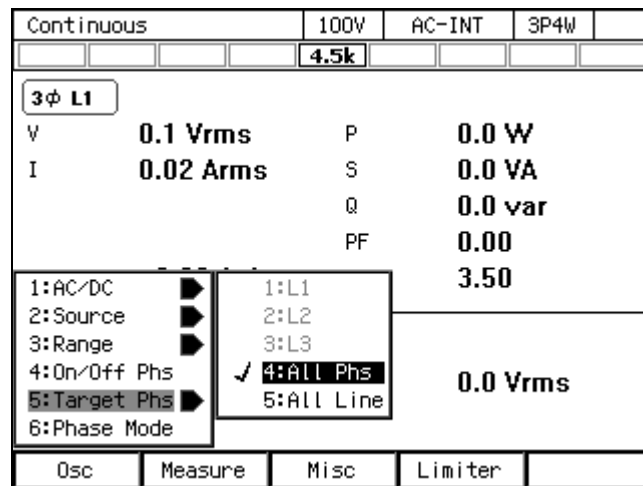 Continuous 100V AC-INT 3P4W
4.5k
3Φ L1
V 0.1 Vrms P 0.0 W
I 0.02 Arms S 0.0 VA
Q 0.0 var
PF 0.00
3.50
1:AC/DC 1:L1
2:Source 2:L2
3:Range 3:L3
4:On/Off Phs ✓ 4:All Phs
5:Target Phs 5:All Line
6:Phase Mode
0.0 Vrms
Osc Measure Misc Limiter